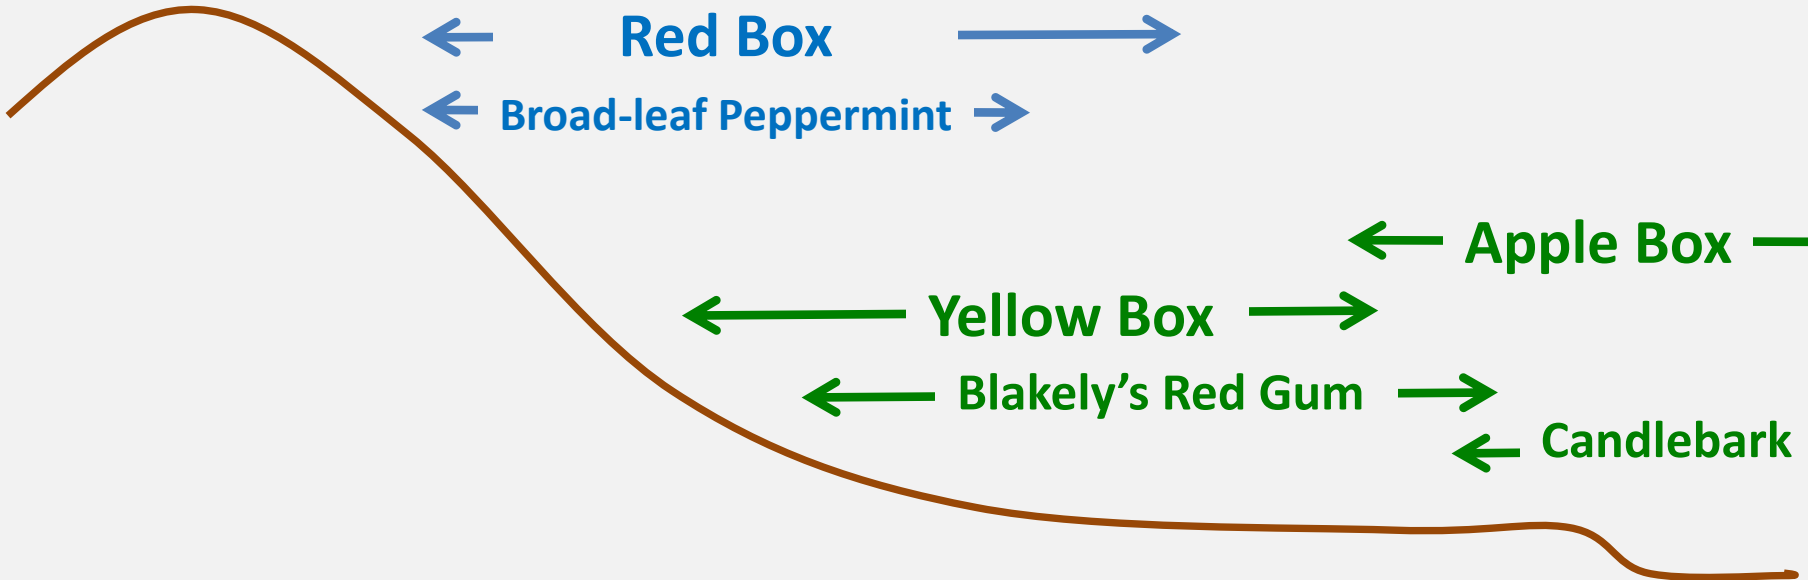 Red Box
Broad-leaf Peppermint
Apple Box
Yellow Box
Blakely’s Red Gum
Candlebark